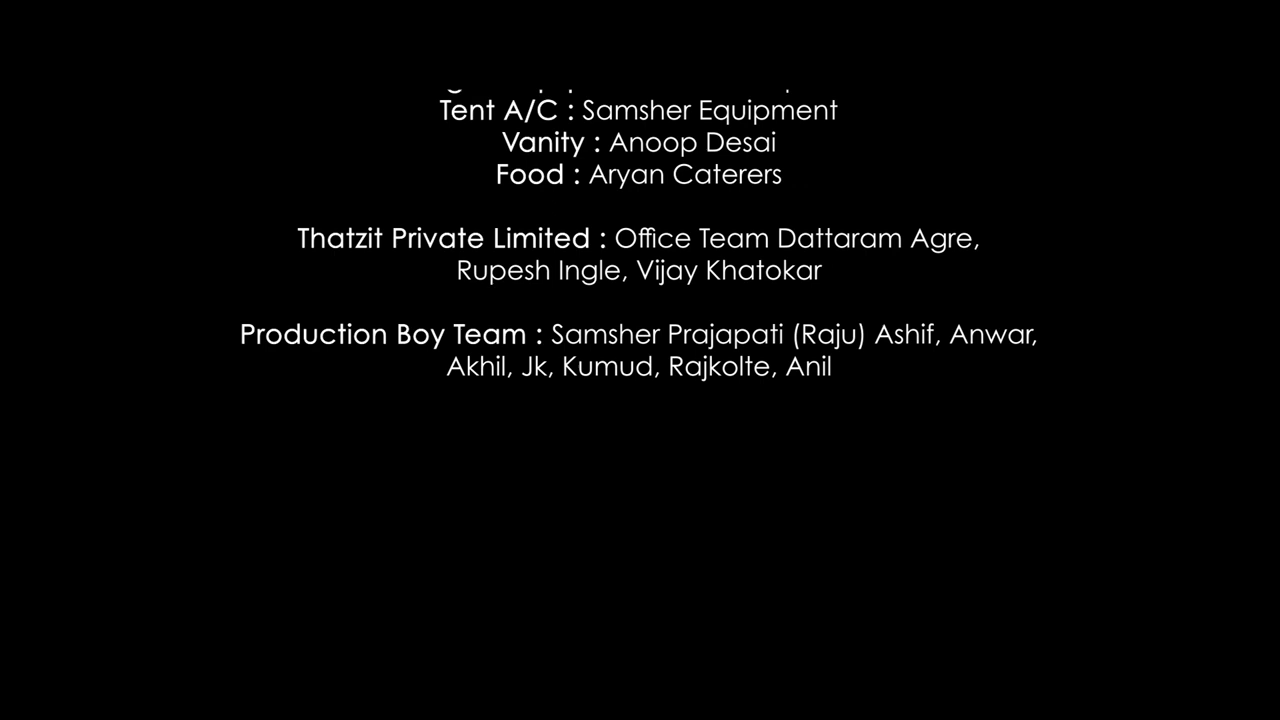 Tent A/C : Samsher Equipment
Vanity : Anoop Desai
Food : Aryan Caterers
Thatzit Private Limited : Office Team Dattaram Agre,
Rupesh Ingle, Vijay Khatokar
Production Boy Team : Samsher Prajapati (Raju) Ashif, Anwar,
Akhil, Jk, Kumud, Rajkolte, Anil